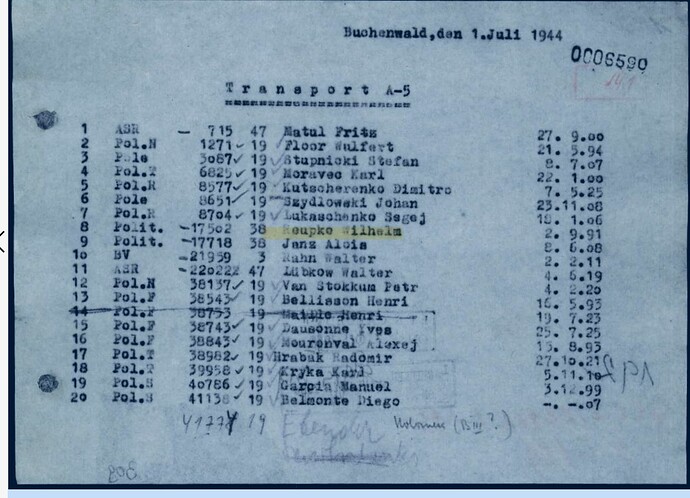 Buchenwald,den 1.Juli 1944
0006590
Transport A-5
1 ASR - 715 47 Matul Fritz 27. 9.00
2 Pol.N 1271 19 Floor Walfert 21. 5.94
3 Pole 3087 19 Stupnicki Stefan 8. 7.07
4 Pol.T 6825 19 Moravec Karl 22. 1.00
5 Pol.R 8577 19 Kutscherenko Dimitro 7. 5.25
6 Pole 8651 19 Szydlowski Johan 23.11.08
7 Pol.R 8704 19 Lukaschenko Segej 18. 1.06
8 Polit. -17502 38 Reupke Wilhelm 2. 9.91
9 Polit. -17718 38 Janz Alois 8. 6.08
10 BV -21959 3 Rahn Walter 2. 2.11
11 ASR 47 Lübkow Walter 4. 6.19
12 Pol.N 38137 19 Van Stokkum Petr 4. 2.20
13 Pol.F 38543 19 Bellisson Henri 16. 5.93
14 Pol.F 38753 19 Henri 19. 7.23
15 Pol.F 38743 19 Dausonne Yves 25. 7.25
16 Pol.F 38843 19 Mourenval Alexej 13. 8.93
17 Pol.T 38982 19 Hrabak Radomir 27.10.21
18 Pol.T 39958 19 Kryka Karl 5.11.10
19 Pol.S 40786 19 Garcia Manuel 3.12.99
20 Pol.S 41138 19 Belmonte Diego -. -.07
19